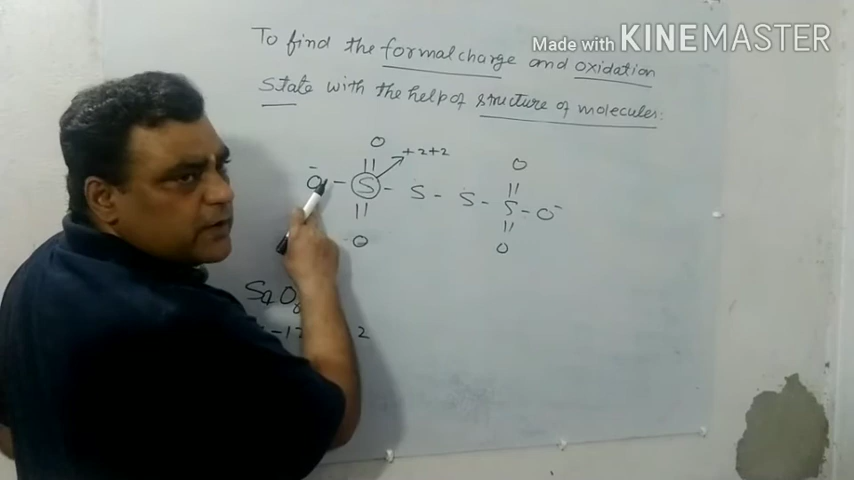 Made with KINEMASTER
To find the formal charge and oxidation
State with the help of structure of molecules:
O +2+2 O
- || ||
O - S - S - S - S - O-
|| ||
O O
S4O
2